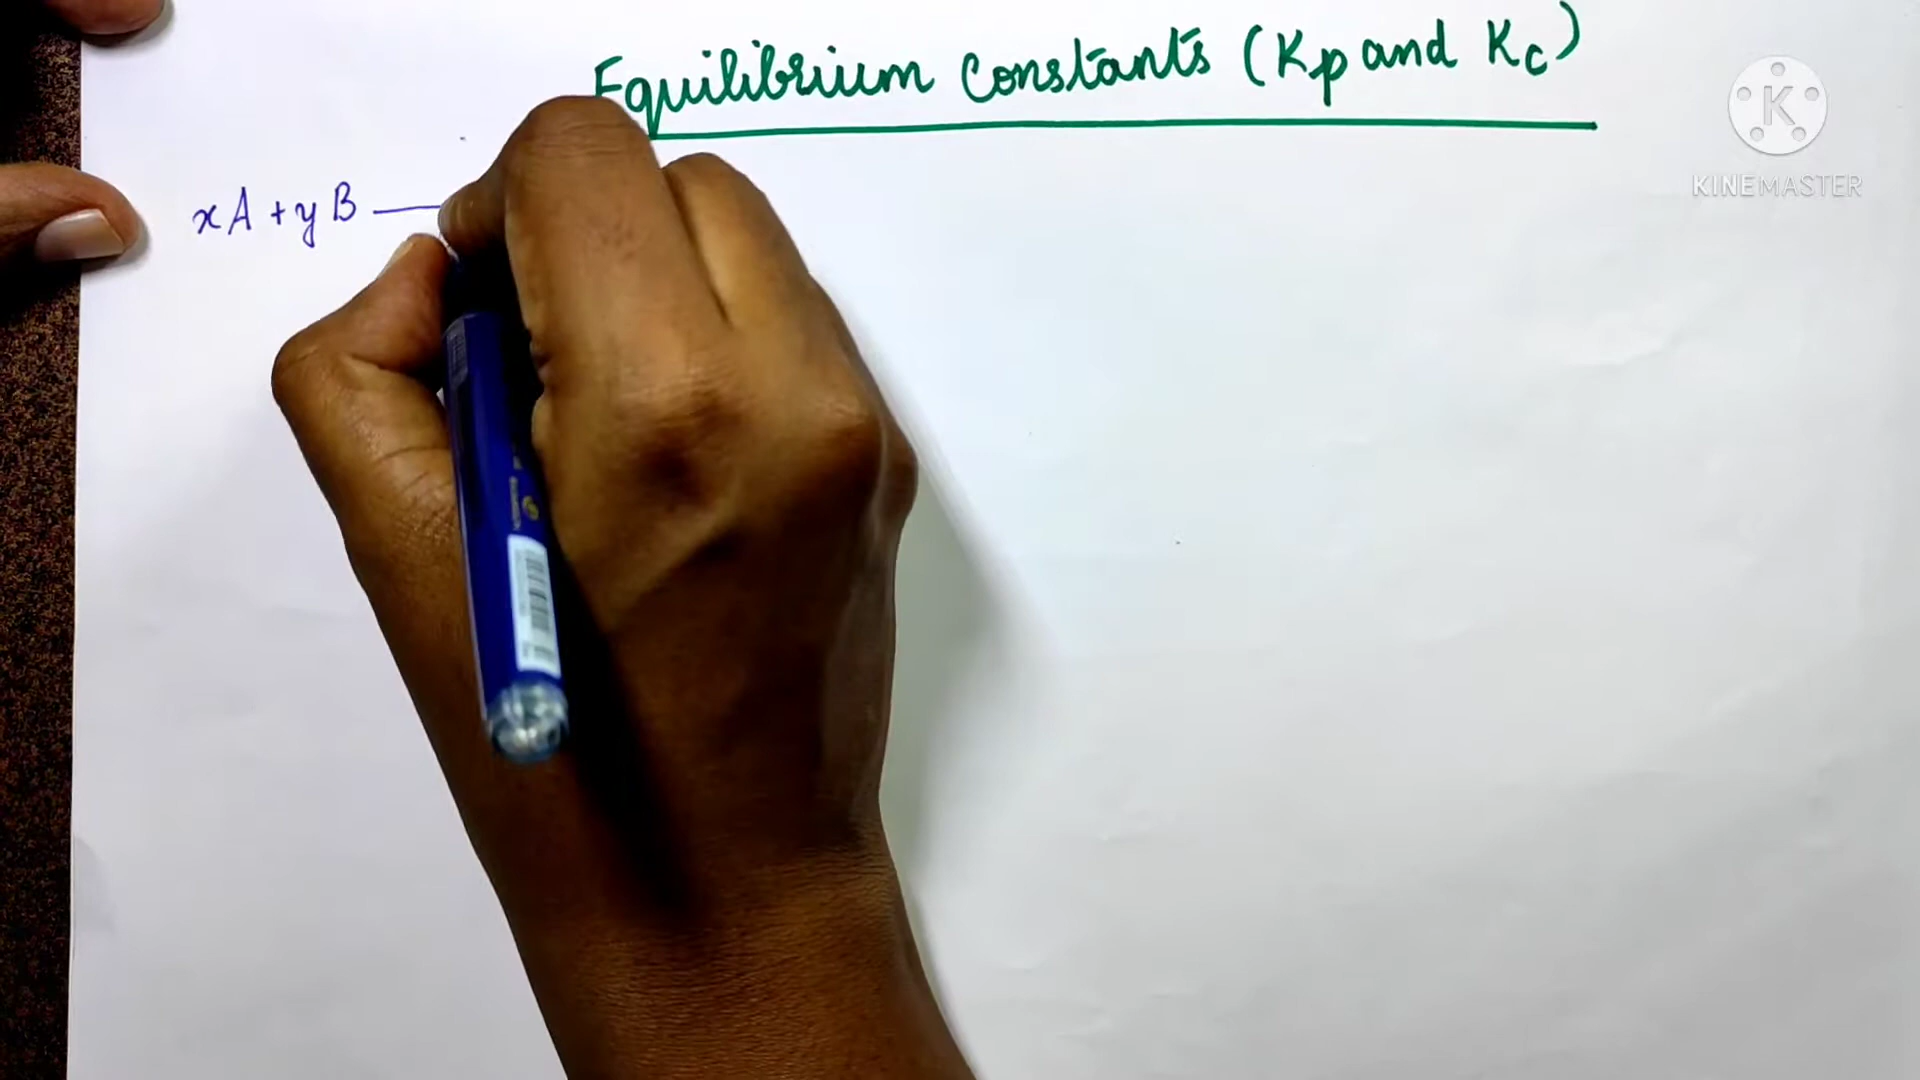 Equilibrium Constants (Kp and Kc)
K
KINEMASTER
xA + yB —